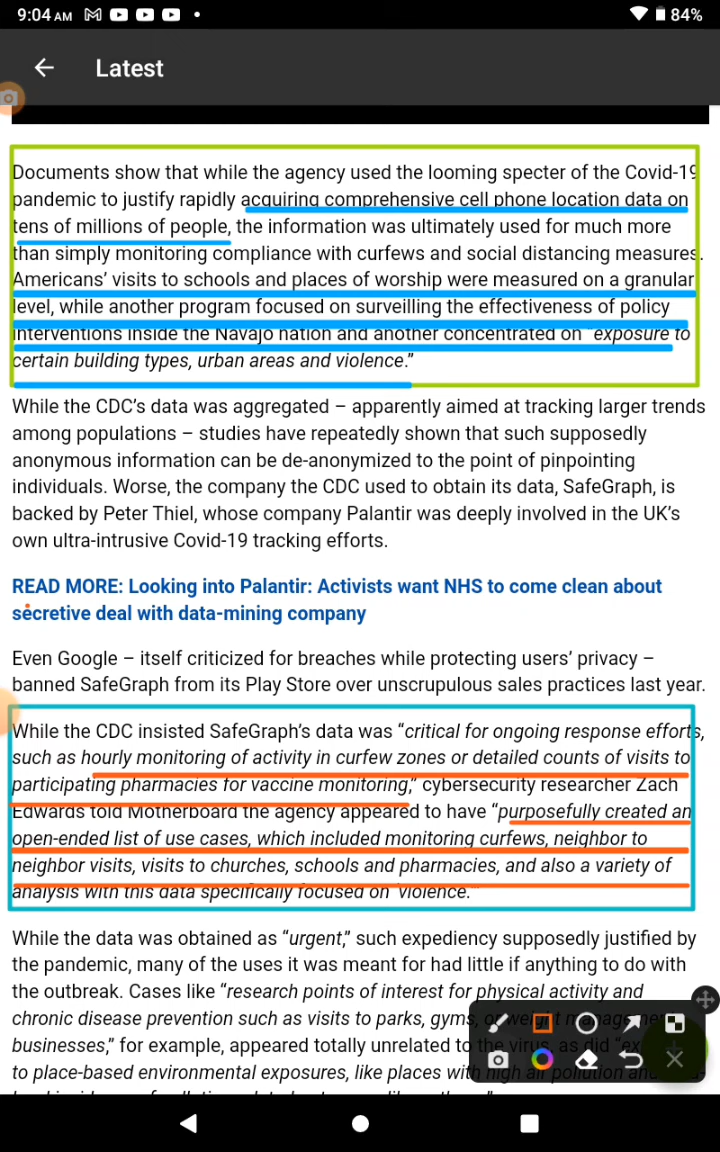 9:04 AM
84%
Latest
Documents show that while the agency used the looming specter of the Covid-19
pandemic to justify rapidly acquiring comprehensive cell phone location data on
tens of millions of people, the information was ultimately used for much more
than simply monitoring compliance with curfews and social distancing measures.
Americans’ visits to schools and places of worship were measured on a granular
level, while another program focused on surveilling the effectiveness of policy
interventions inside the Navajo nation and another concentrated on “exposure to
certain building types, urban areas and violence.”
While the CDC’s data was aggregated – apparently aimed at tracking larger trends
among populations – studies have repeatedly shown that such supposedly
anonymous information can be de-anonymized to the point of pinpointing
individuals. Worse, the company the CDC used to obtain its data, SafeGraph, is
backed by Peter Thiel, whose company Palantir was deeply involved in the UK’s
own ultra-intrusive Covid-19 tracking efforts.
READ MORE: Looking into Palantir: Activists want NHS to come clean about
secretive deal with data-mining company
Even Google – itself criticized for breaches while protecting users’ privacy –
banned SafeGraph from its Play Store over unscrupulous sales practices last year.
While the CDC insisted SafeGraph’s data was “critical for ongoing response efforts,
such as hourly monitoring of activity in curfew zones or detailed counts of visits to
participating pharmacies for vaccine monitoring,” cybersecurity researcher Zach
Edwards told Motherboard the agency appeared to have “purposefully created an
open-ended list of use cases, which included monitoring curfews, neighbor to
neighbor visits, visits to churches, schools and pharmacies, and also a variety of
analysis with this data specifically focused on ‘violence.’”
While the data was obtained as “urgent,” such expediency supposedly justified by
the pandemic, many of the uses it was meant for had little if anything to do with
the outbreak. Cases like “research points of interest for physical activity and
chronic disease prevention such as visits to parks, gyms, or weight
businesses,” for example, appeared totally unrelated to the virus, as did
to place-based environmental exposures, like places with high air pollution